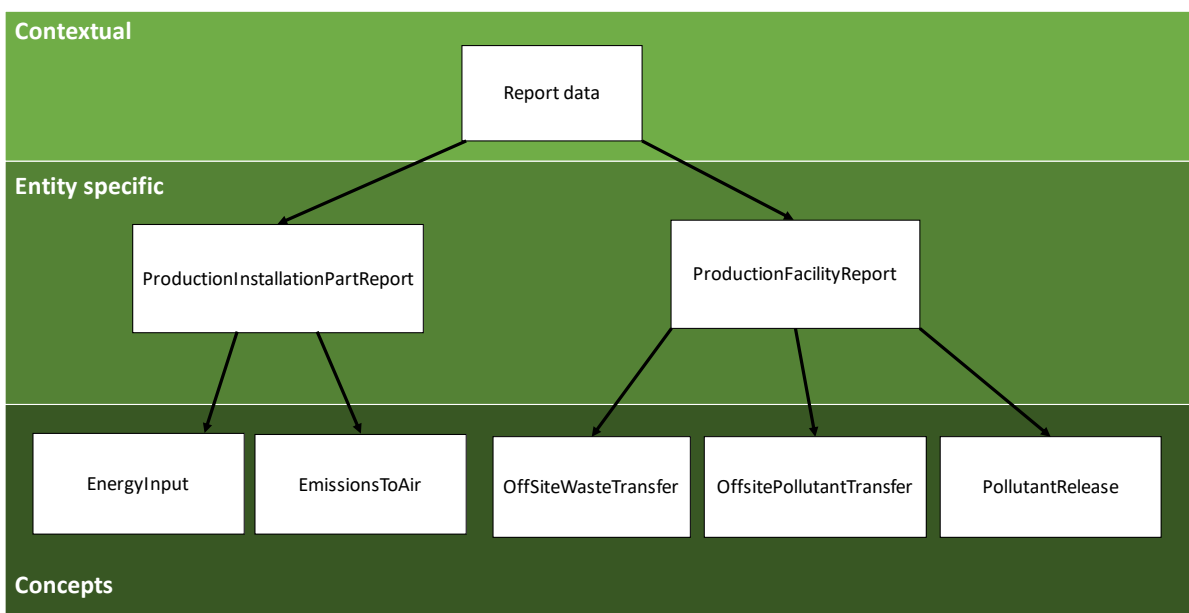 Contextual
Report data
Entity specific
ProductionInstallationPartReport
ProductionFacilityReport
EnergyInput
EmissionsToAir
OffSiteWasteTransfer
OffsitePollutantTransfer
PollutantRelease
Concepts